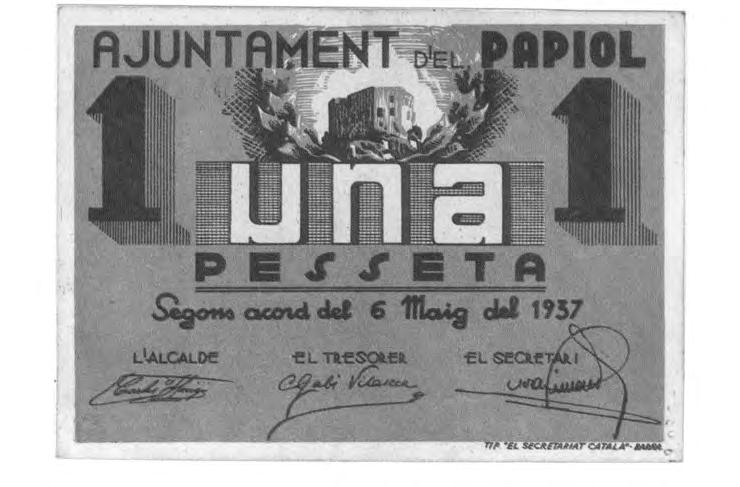 AJUNTAMENT D'EL PAPIOL
1 1
una
PESSETA
Segons acord del 6 Maig del 1937
L'ALCALDE EL TRESORER EL SECRETARI
TIP. "EL SECRETARIAT CATALÀ"-BARNA.